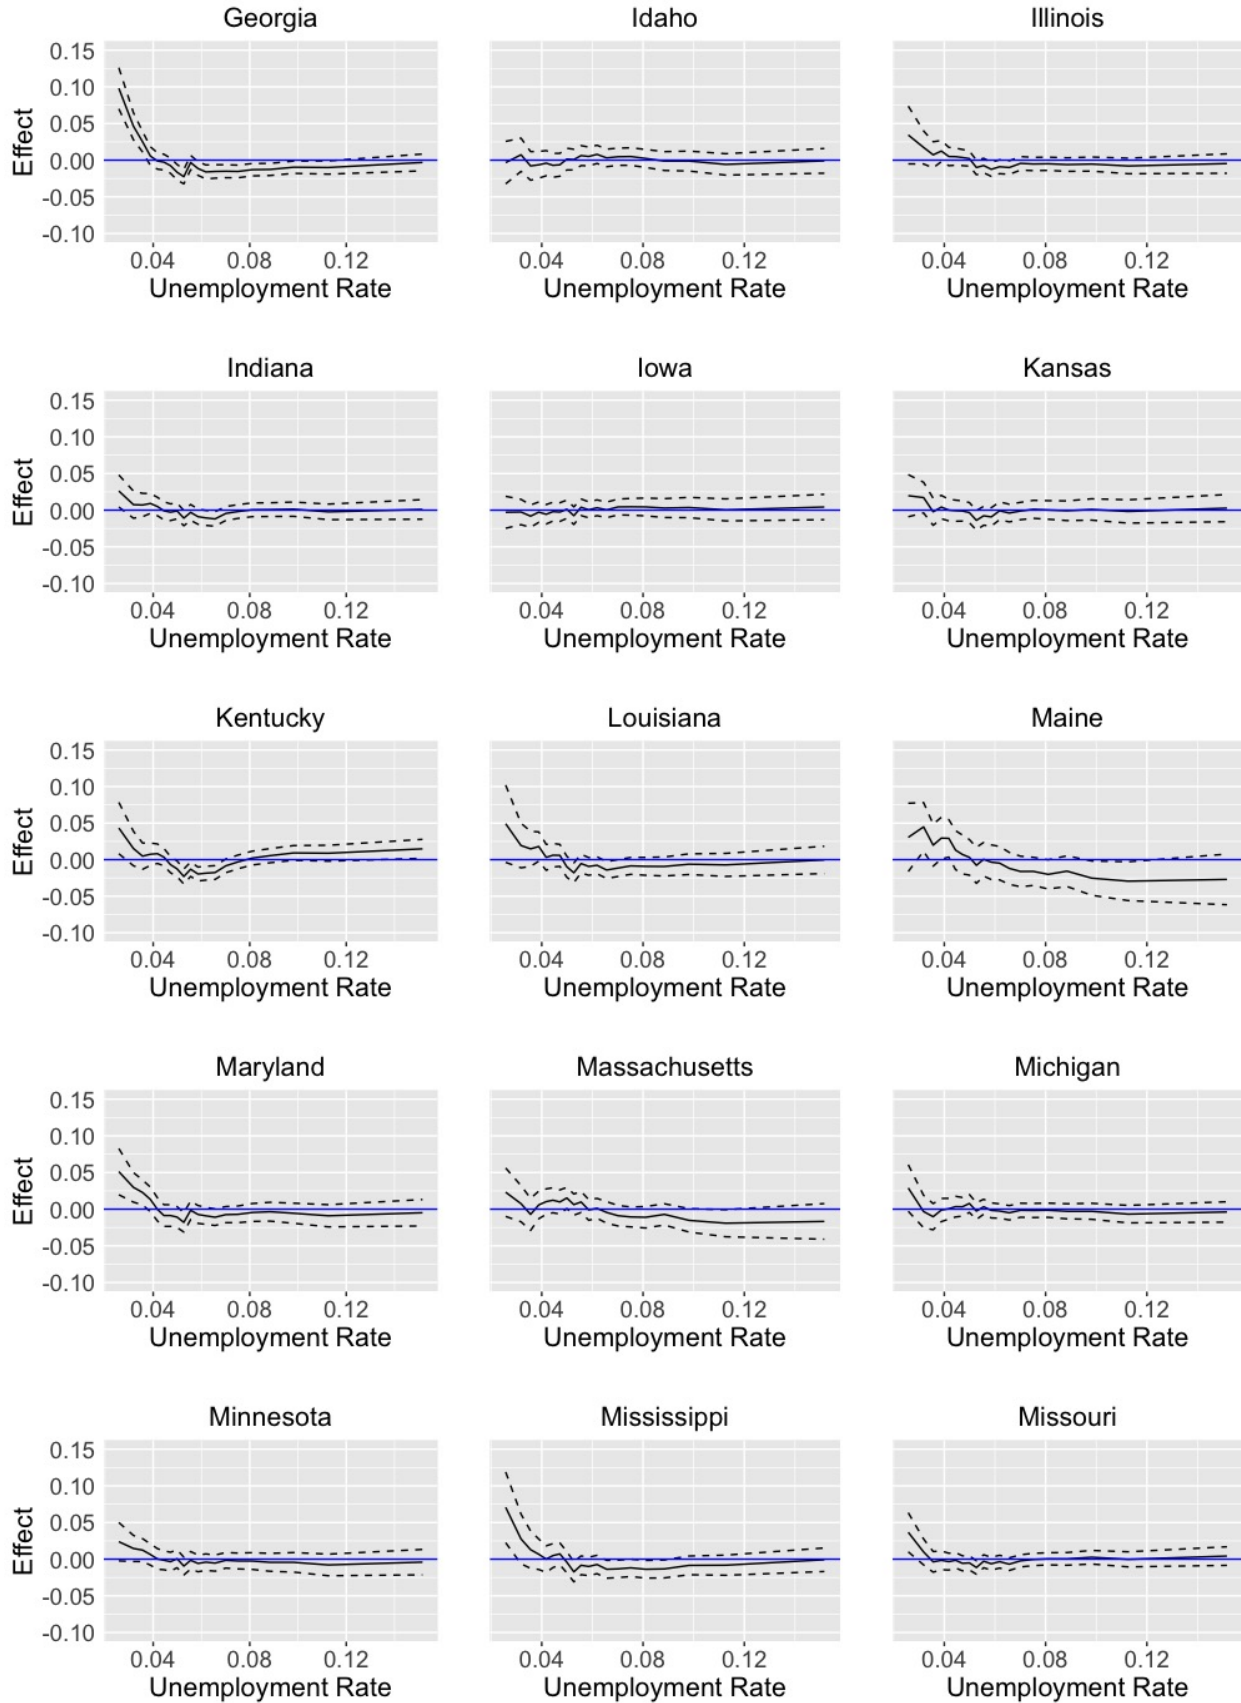 Georgia
Idaho
Illinois
0.15
0.10
0.05
0.00
-0.05
-0.10
Effect
0.04 0.08 0.12
0.04 0.08 0.12
0.04 0.08 0.12
Unemployment Rate
Unemployment Rate
Unemployment Rate
Indiana
Iowa
Kansas
0.15
0.10
0.05
0.00
-0.05
-0.10
Effect
0.04 0.08 0.12
0.04 0.08 0.12
0.04 0.08 0.12
Unemployment Rate
Unemployment Rate
Unemployment Rate
Kentucky
Louisiana
Maine
0.15
0.10
0.05
0.00
-0.05
-0.10
Effect
0.04 0.08 0.12
0.04 0.08 0.12
0.04 0.08 0.12
Unemployment Rate
Unemployment Rate
Unemployment Rate
Maryland
Massachusetts
Michigan
0.15
0.10
0.05
0.00
-0.05
-0.10
Effect
0.04 0.08 0.12
0.04 0.08 0.12
0.04 0.08 0.12
Unemployment Rate
Unemployment Rate
Unemployment Rate
Minnesota
Mississippi
Missouri
0.15
0.10
0.05
0.00
-0.05
-0.10
Effect
0.04 0.08 0.12
0.04 0.08 0.12
0.04 0.08 0.12
Unemployment Rate
Unemployment Rate
Unemployment Rate